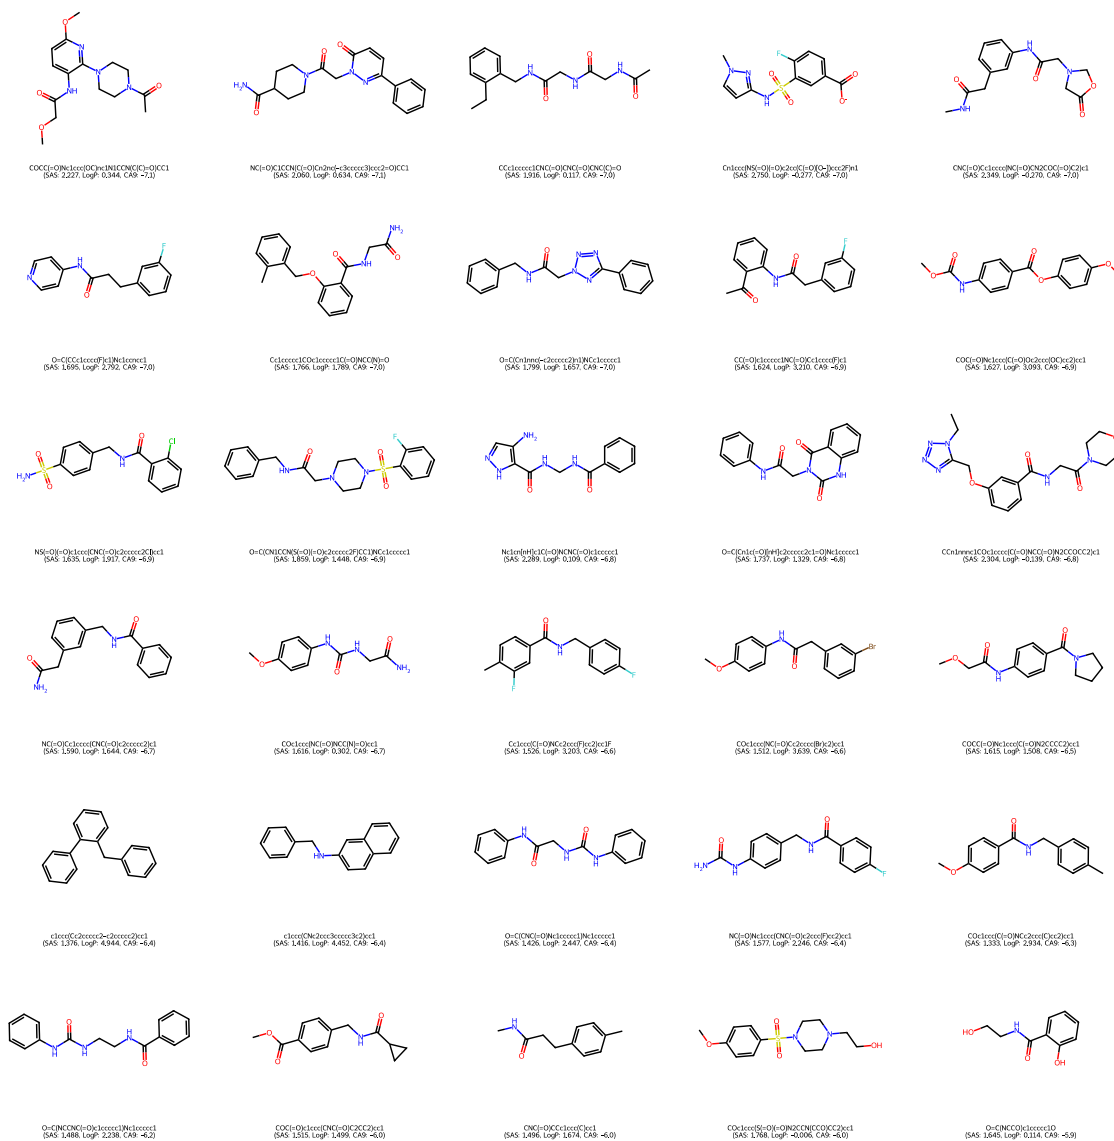 COCC(=O)Nc1ccc(OC)nc1N1CCN(C(C)=O)CC1
(SAS: 2,227, LogP: 0,344, CA9: -7,1)
NC(=O)C1CCN(C(=O)Cn2nc(-c3ccccc3)ccc2=O)CC1
(SAS: 2,060, LogP: 0,634, CA9: -7,1)
CCc1ccccc1CNC(=O)CNC(=O)CNC(C)=O
(SAS: 1,916, LogP: 0,117, CA9: -7,0)
Cn1ccc(NS(=O)(=O)c2cc(C(=O)[O-])ccc2F)n1
(SAS: 2,750, LogP: -0,277, CA9: -7,0)
CNC(=O)Cc1cccc(NC(=O)CN2COC(=O)C2)c1
(SAS: 2,349, LogP: -0,270, CA9: -7,0)
O=C(CCc1cccc(F)c1)Nc1ccncc1
(SAS: 1,695, LogP: 2,792, CA9: -7,0)
Cc1ccccc1COc1ccccc1C(=O)NCC(N)=O
(SAS: 1,766, LogP: 1,789, CA9: -7,0)
O=C(Cn1nnc(-c2ccccc2)n1)NCc1ccccc1
(SAS: 1,799, LogP: 1,657, CA9: -7,0)
CC(=O)c1ccccc1NC(=O)Cc1cccc(F)c1
(SAS: 1,624, LogP: 3,210, CA9: -6,9)
COC(=O)Nc1ccc(C(=O)Oc2ccc(OC)cc2)cc1
(SAS: 1,627, LogP: 3,093, CA9: -6,9)
NS(=O)(=O)c1ccc(CNC(=O)c2ccccc2Cl)cc1
(SAS: 1,635, LogP: 1,917, CA9: -6,9)
O=C(CN1CCN(S(=O)(=O)c2ccccc2F)CC1)NCc1ccccc1
(SAS: 1,859, LogP: 1,448, CA9: -6,9)
Nc1cn[nH]c1C(=O)NCNC(=O)c1ccccc1
(SAS: 2,289, LogP: 0,109, CA9: -6,8)
O=C(Cn1c(=O)[nH]c2ccccc2c1=O)Nc1ccccc1
(SAS: 1,737, LogP: 1,329, CA9: -6,8)
CCn1nnnc1COc1cccc(C(=O)NCC(=O)N2CCOCC2)c1
(SAS: 2,304, LogP: -0,139, CA9: -6,8)
NC(=O)Cc1cccc(CNC(=O)c2ccccc2)c1
(SAS: 1,590, LogP: 1,644, CA9: -6,7)
COc1ccc(NC(=O)NCC(N)=O)cc1
(SAS: 1,616, LogP: 0,302, CA9: -6,7)
Cc1ccc(C(=O)NCc2ccc(F)cc2)cc1F
(SAS: 1,526, LogP: 3,203, CA9: -6,6)
COc1ccc(NC(=O)Cc2cccc(Br)c2)cc1
(SAS: 1,512, LogP: 3,639, CA9: -6,6)
COCC(=O)Nc1ccc(C(=O)N2CCCC2)cc1
(SAS: 1,615, LogP: 1,508, CA9: -6,5)
c1ccc(Cc2ccccc2-c2ccccc2)cc1
(SAS: 1,376, LogP: 4,944, CA9: -6,4)
c1ccc(CNc2ccc3ccccc3c2)cc1
(SAS: 1,416, LogP: 4,452, CA9: -6,4)
O=C(CNC(=O)Nc1ccccc1)Nc1ccccc1
(SAS: 1,426, LogP: 2,447, CA9: -6,4)
NC(=O)Nc1ccc(CNC(=O)c2ccc(F)cc2)cc1
(SAS: 1,577, LogP: 2,246, CA9: -6,4)
COc1ccc(C(=O)NCc2ccc(C)cc2)cc1
(SAS: 1,333, LogP: 2,934, CA9: -6,3)
O=C(NCCNC(=O)c1ccccc1)Nc1ccccc1
(SAS: 1,488, LogP: 2,238, CA9: -6,2)
COC(=O)c1ccc(CNC(=O)C2CC2)cc1
(SAS: 1,515, LogP: 1,499, CA9: -6,0)
CNC(=O)CCc1ccc(C)cc1
(SAS: 1,496, LogP: 1,674, CA9: -6,0)
COc1ccc(S(=O)(=O)N2CCN(CCO)CC2)cc1
(SAS: 1,768, LogP: -0,006, CA9: -6,0)
O=C(NCCO)c1ccccc1O
(SAS: 1,645, LogP: 0,114, CA9: -5,9)